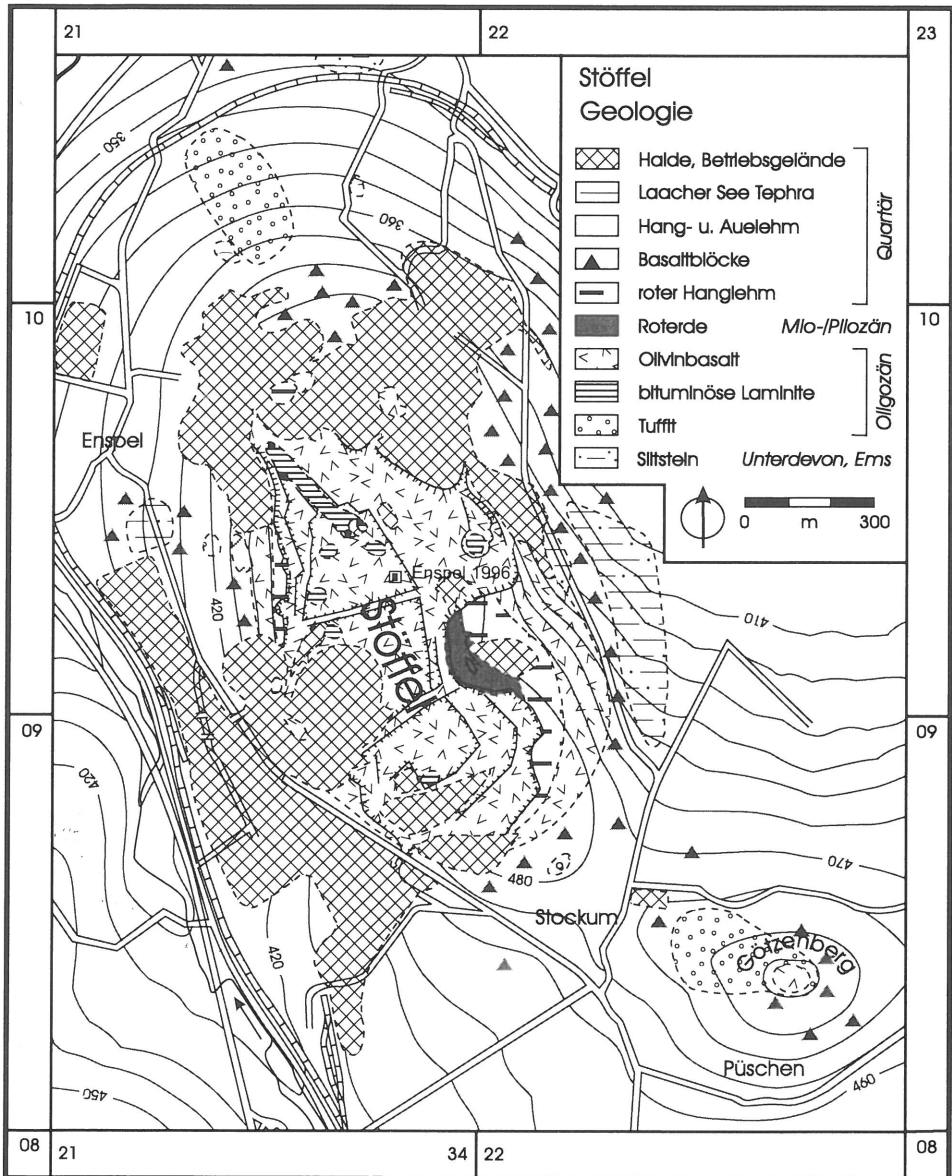 21
22
23
Stöffel
Geologie
Halde, Betriebsgelände
Laacher See Tephra
Hang- u. Auelehm
Basaltblöcke
roter Hanglehm
Quartär
Roterde
Mio-/Pliozän
Olivinbasalt
bituminöse Laminite
Tuffit
Oligozän
Siltstein
Unterdevon, Ems
0
m
300
350
360
10
10
Enspel
Enspel 1996
420
410
Stöffel
09
09
420
470
480
Stockum
Götzenberg
420
Püschen
450
460
08
21
34
22
08